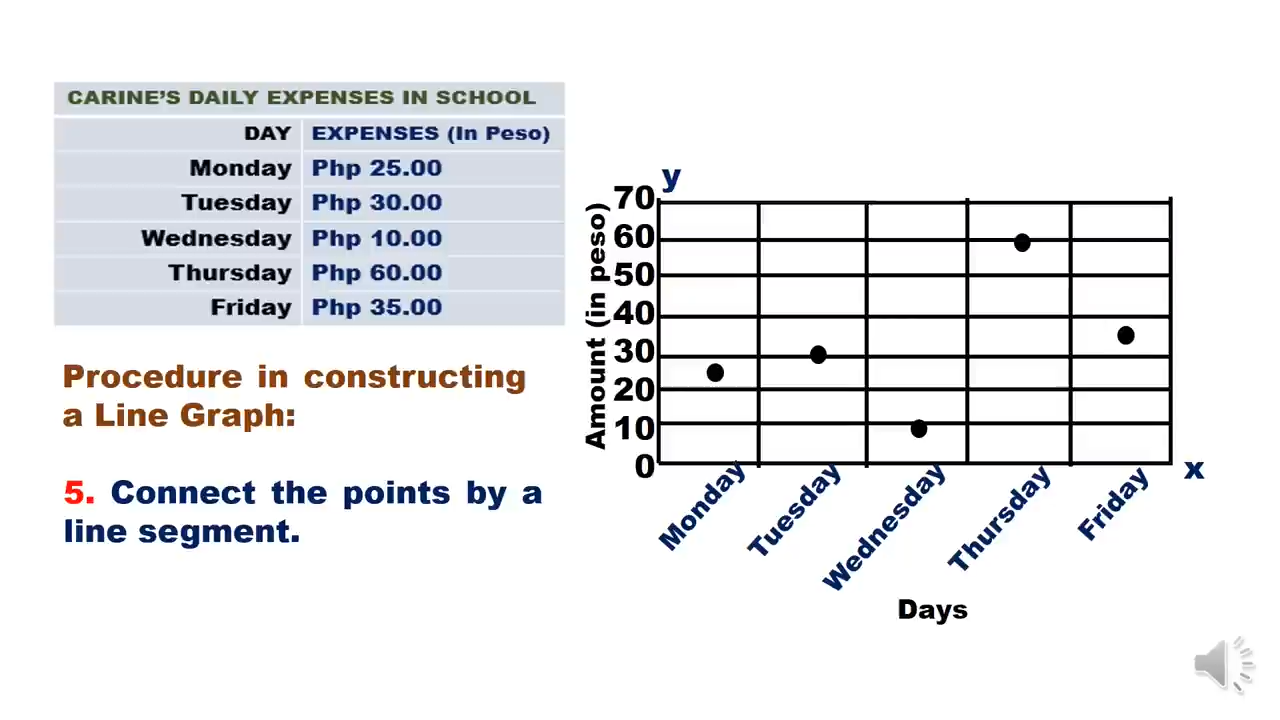 CARINE'S DAILY EXPENSES IN SCHOOL
DAY EXPENSES (In Peso)
Monday Php 25.00
Tuesday Php 30.00
Wednesday Php 10.00
Thursday Php 60.00
Friday Php 35.00
Procedure in constructing
a Line Graph:
5. Connect the points by a
line segment.
y
70
60
50
40
30
20
10
0
Amount (in peso)
x
Monday
Tuesday
Wednesday
Thursday
Friday
Days